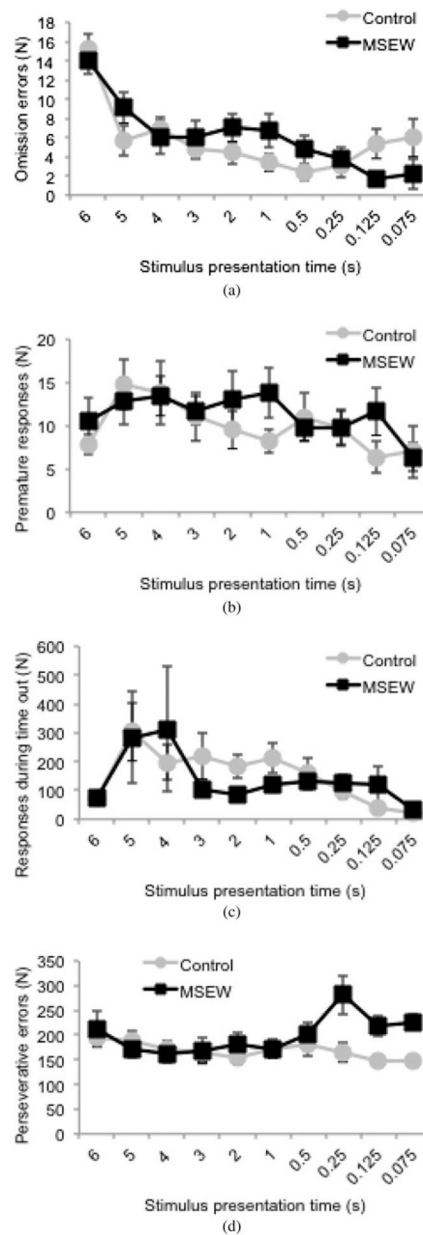 18
16
14
12
10
8
6
4
2
0
Omission errors (N)
Control
MSEW
6 5 4 3 2 1 0.5 0.25 0.125 0.075
Stimulus presentation time (s)
(a)
20
15
10
5
0
Premature responses (N)
Control
MSEW
6 5 4 3 2 1 0.5 0.25 0.125 0.075
Stimulus presentation time (s)
(b)
600
500
400
300
200
100
0
Responses during time out (N)
Control
MSEW
6 5 4 3 2 1 0.5 0.25 0.125 0.075
Stimulus presentation time (s)
(c)
350
300
250
200
150
100
50
0
Perseverative errors (N)
Control
MSEW
6 5 4 3 2 1 0.5 0.25 0.125 0.075
Stimulus presentation time (s)
(d)